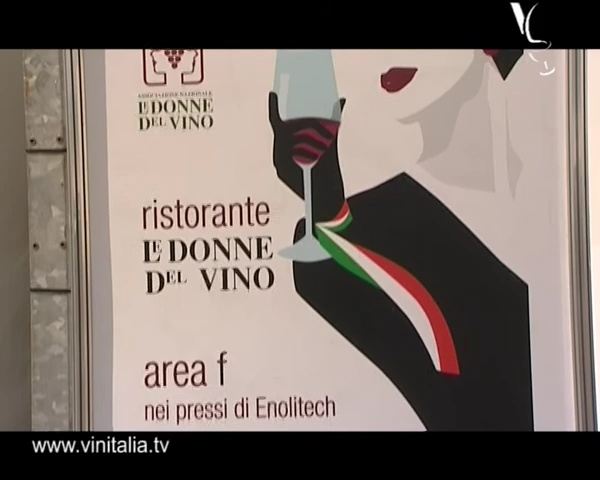 ASSOCIAZIONE NAZIONALE
LE DONNE
DEL VINO
ristorante
LE DONNE
DEL VINO
area f
nei pressi di Enolitech
www.vinitalia.tv